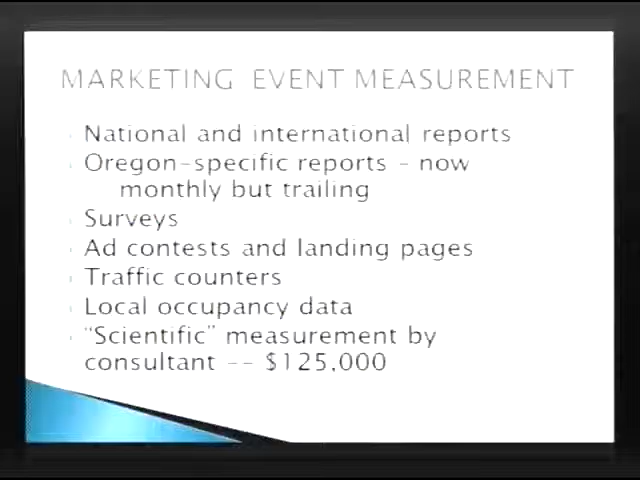 MARKETING EVENT MEASUREMENT
National and international reports
Oregon-specific reports - now
monthly but trailing
Surveys
Ad contests and landing pages
Traffic counters
Local occupancy data
"Scientific" measurement by
consultant -- $125,000